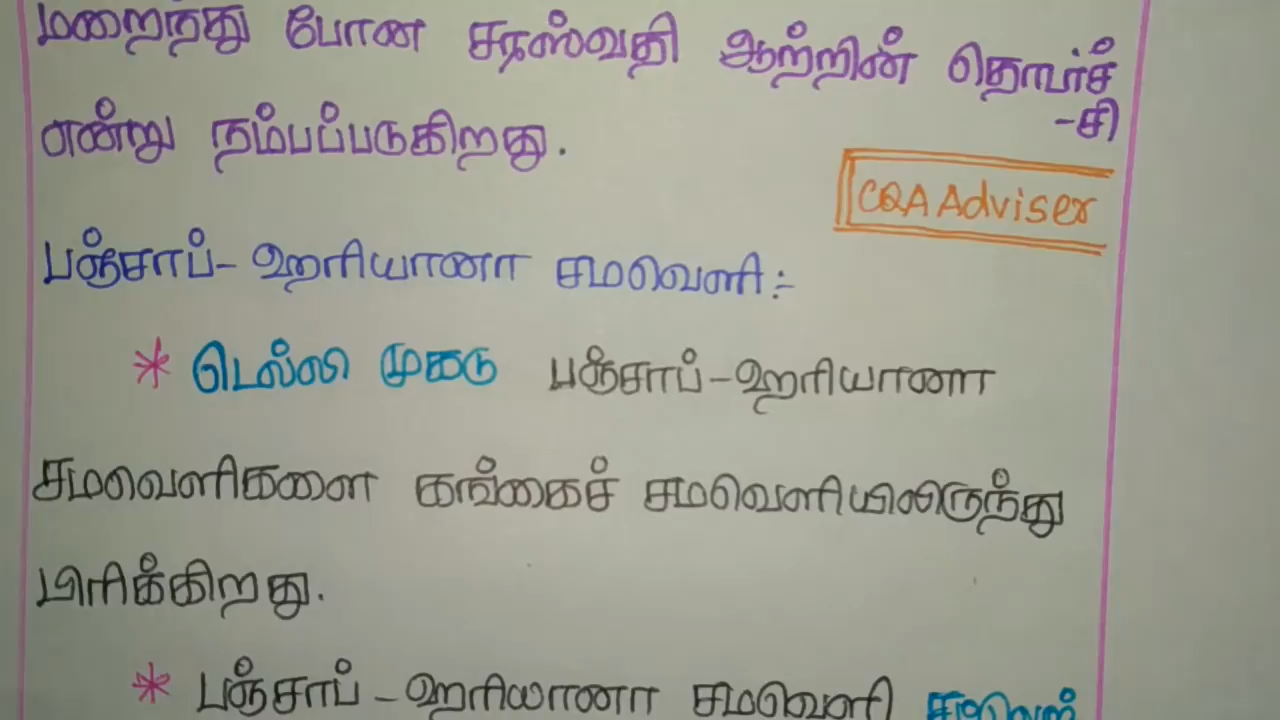 மறைந்து போன சரஸ்வதி ஆற்றின் தொடர்ச்
-சி
என்று நம்பப்படுகிறது.
CQA Adviser
பஞ்சாப்- ஹரியானா சமவெளி:-
* டெல்லி முகடு பஞ்சாப்-ஹரியானா
சமவெளிகளை கங்கைச் சமவெளியிலிருந்து
பிரிக்கிறது.
* பஞ்சாப் - ஹரியானா சமவெளி